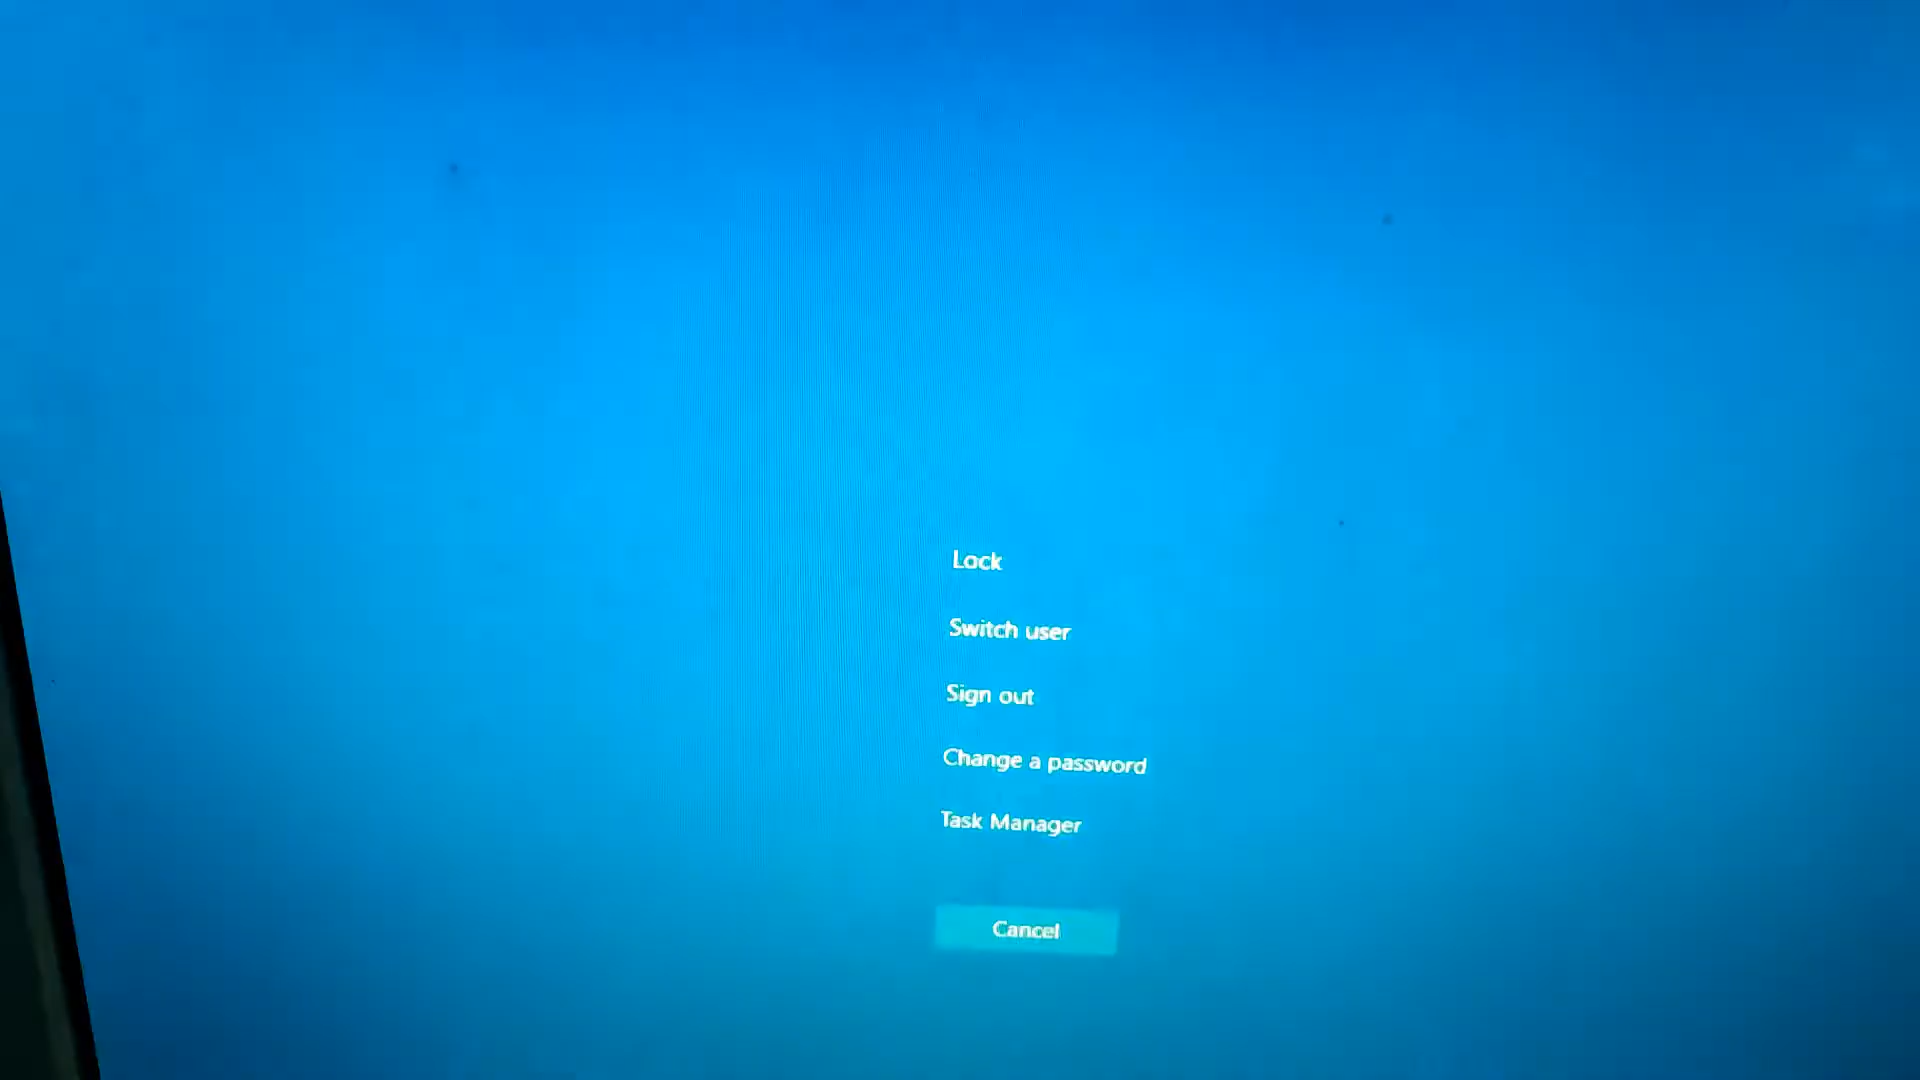 Lock
Switch user
Sign out
Change a password
Task Manager
Cancel